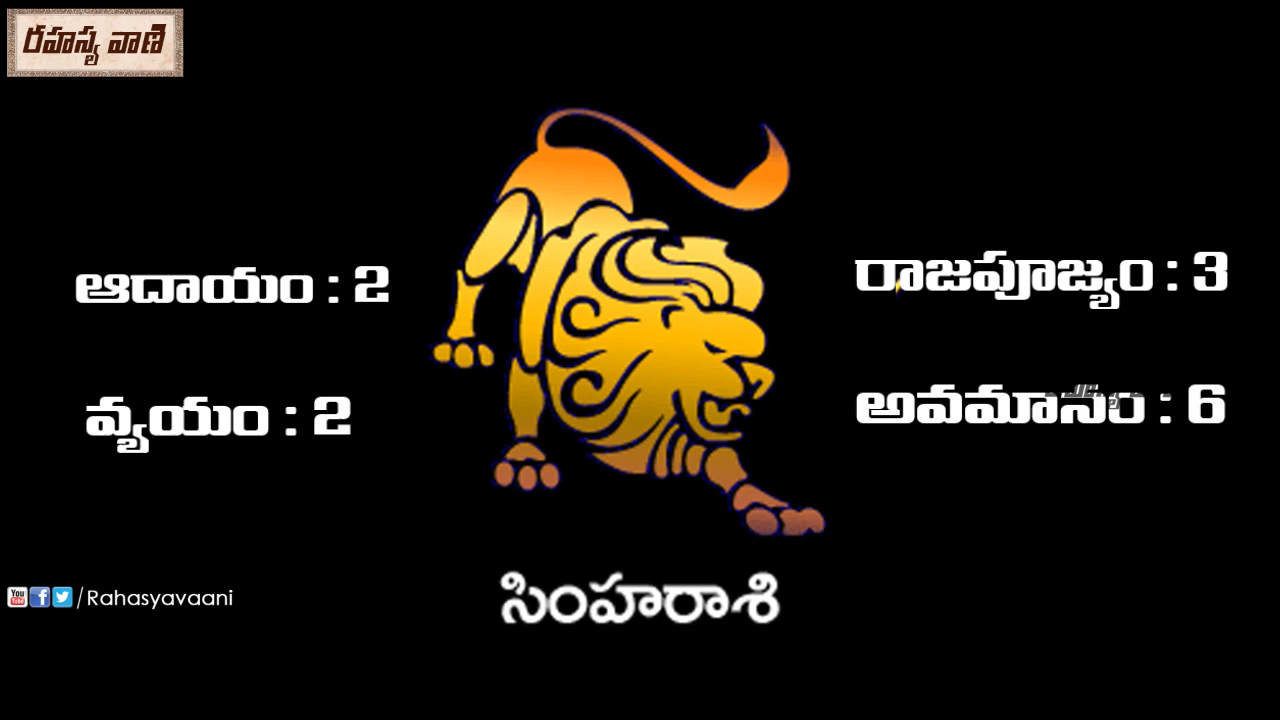 రహస్య వాణి
ఆదాయం : 2
వ్యయం : 2
రాజపూజ్యం : 3
అవమానం : 6
/Rahasyavaani
సింహరాశి